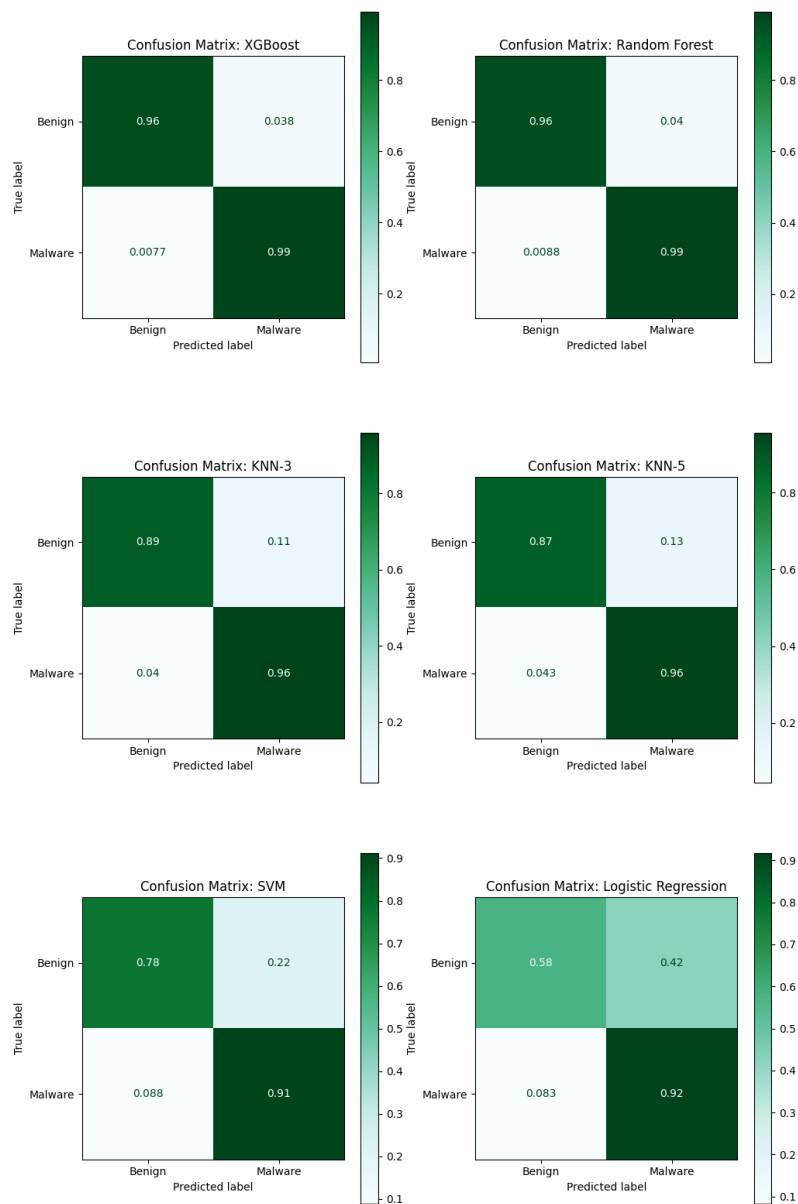 Confusion Matrix: XGBoost
True label
Benign
0.96
0.038
Malware
0.0077
0.99
Benign
Malware
Predicted label
0.8
0.6
0.4
0.2
Confusion Matrix: Random Forest
True label
Benign
0.96
0.04
Malware
0.0088
0.99
Benign
Malware
Predicted label
0.8
0.6
0.4
0.2
Confusion Matrix: KNN-3
True label
Benign
0.89
0.11
Malware
0.04
0.96
Benign
Malware
Predicted label
0.8
0.6
0.4
0.2
Confusion Matrix: KNN-5
True label
Benign
0.87
0.13
Malware
0.043
0.96
Benign
Malware
Predicted label
0.8
0.6
0.4
0.2
Confusion Matrix: SVM
True label
Benign
0.78
0.22
Malware
0.088
0.91
Benign
Malware
Predicted label
0.9
0.8
0.7
0.6
0.5
0.4
0.3
0.2
0.1
Confusion Matrix: Logistic Regression
True label
Benign
0.58
0.42
Malware
0.083
0.92
Benign
Malware
Predicted label
0.9
0.8
0.7
0.6
0.5
0.4
0.3
0.2
0.1